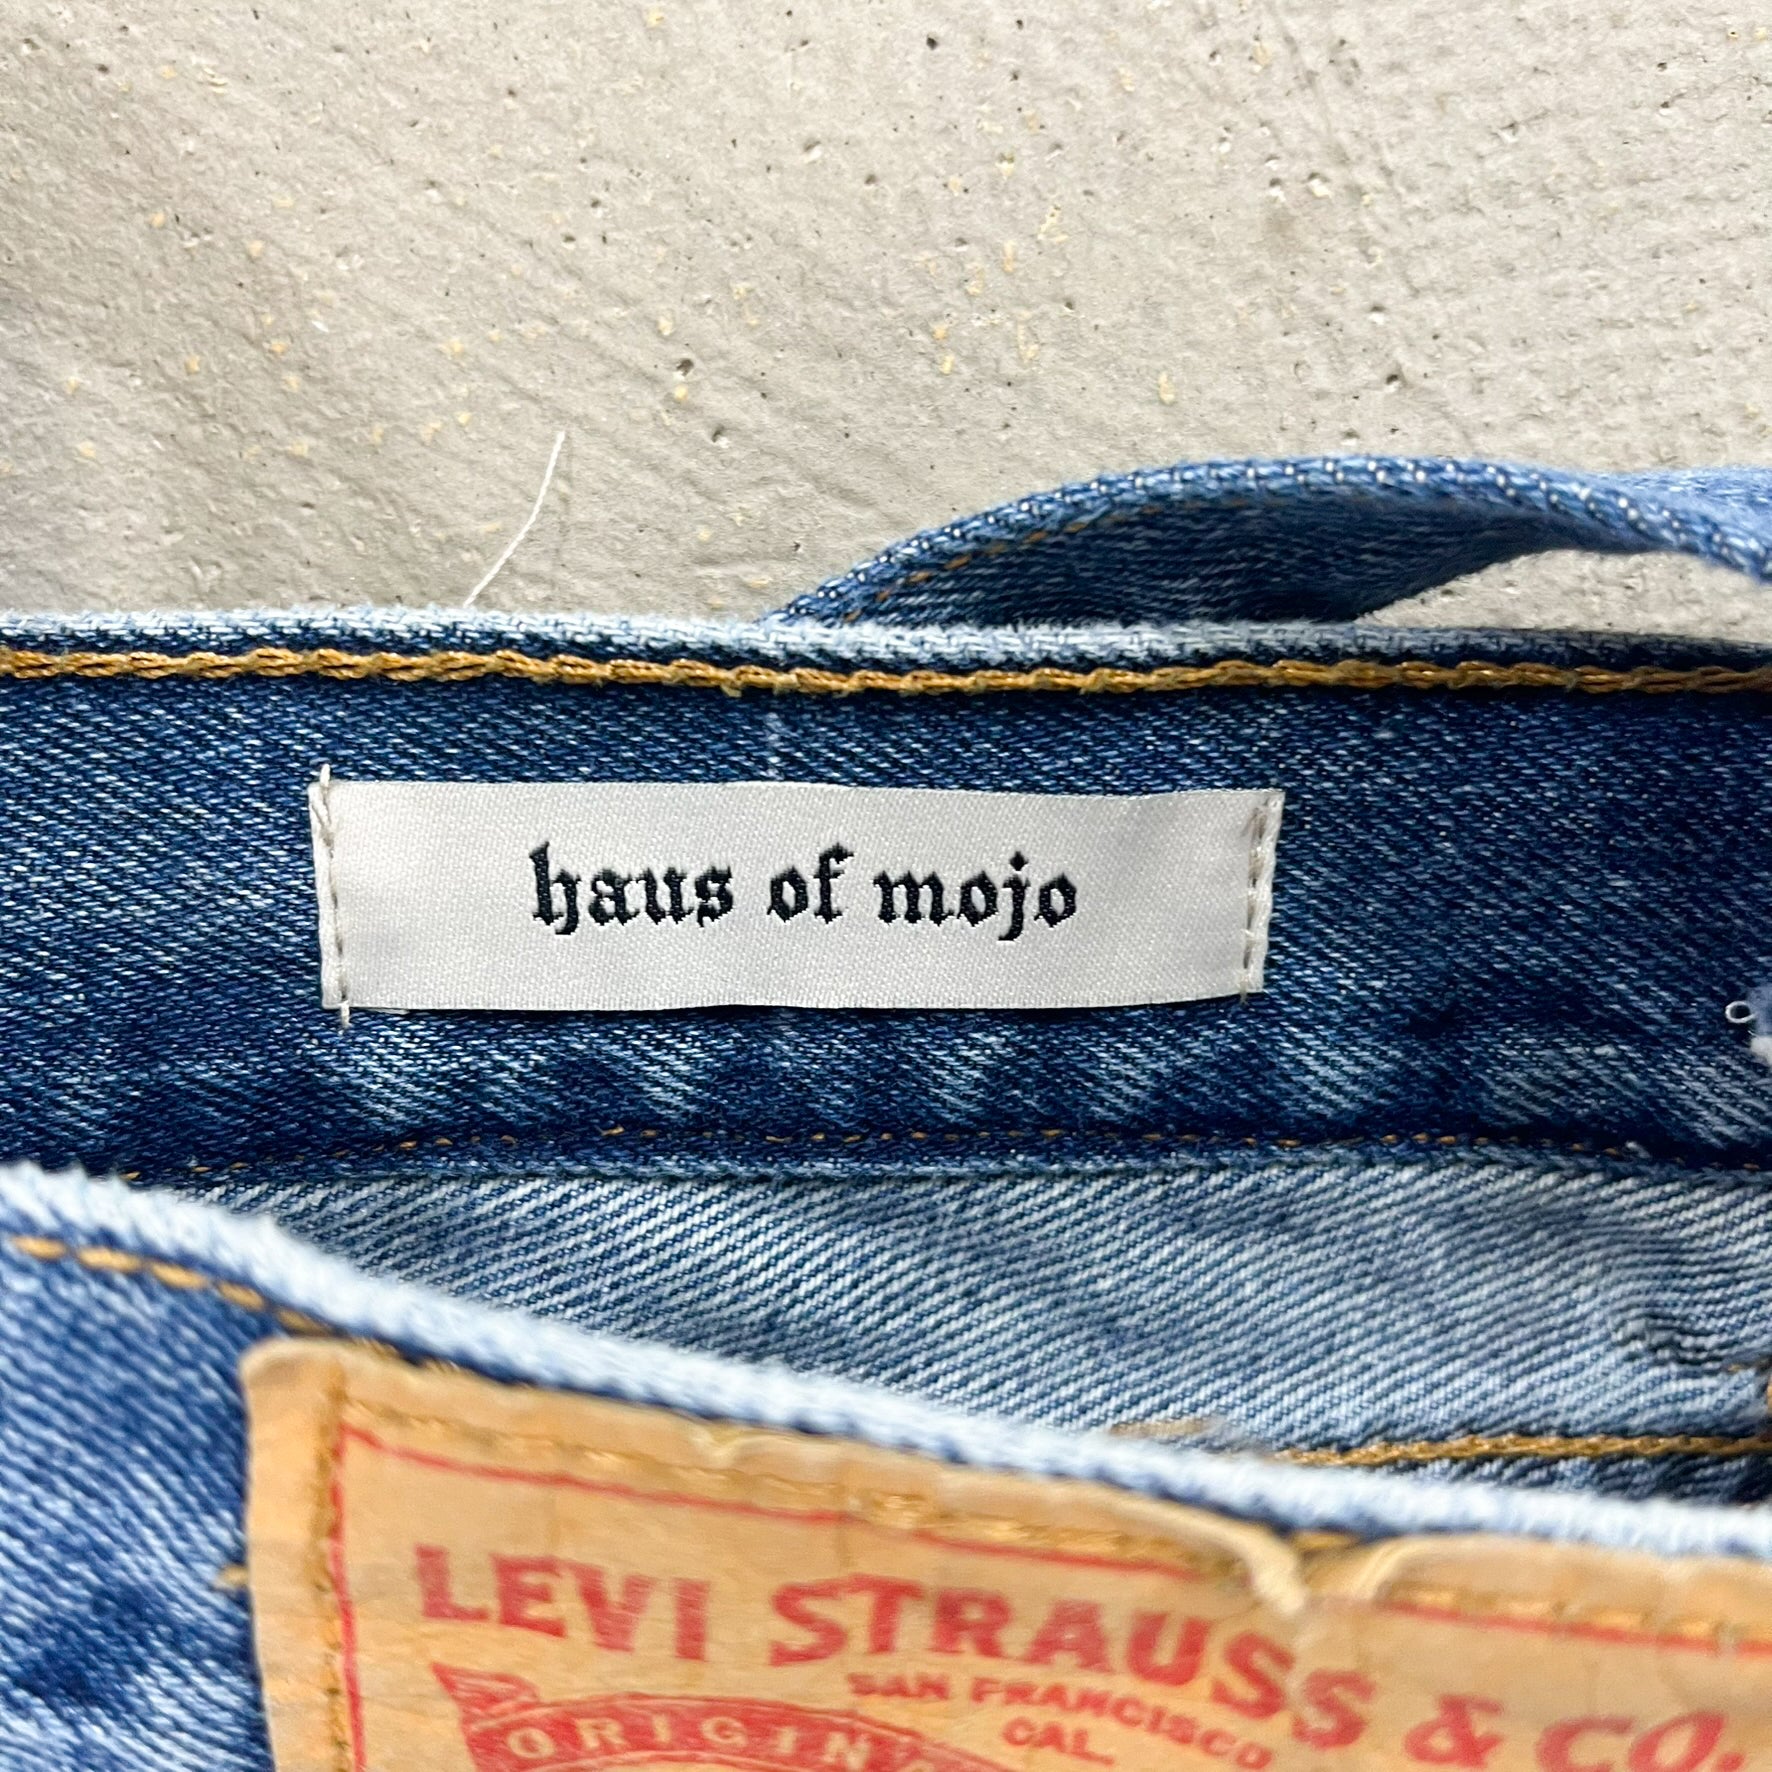 haus of mojo
LEVI STRAUSS & CO.
SAN FRANCISCO
CAL.